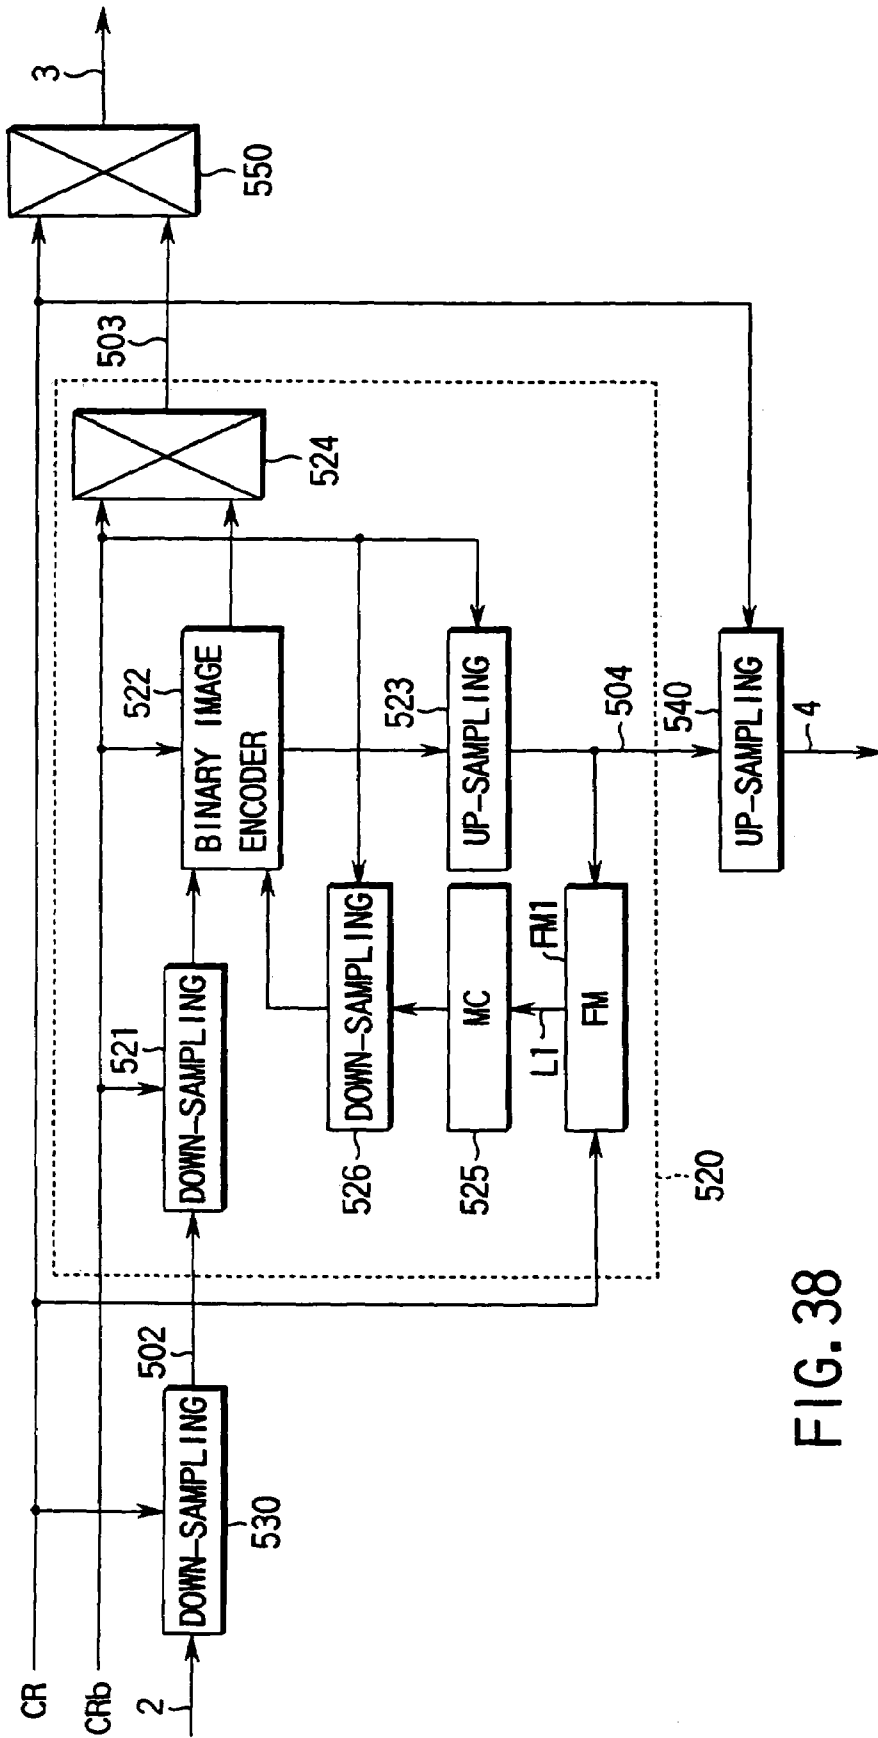 CR
CRb
2
DOWN-SAMPLING
530
502
DOWN-SAMPLING
521
BINARY IMAGE
ENCODER
522
524
503
550
3
DOWN-SAMPLING
526
MC
525
L1
FM1
FM
UP-SAMPLING
523
504
UP-SAMPLING
540
4
520
FIG. 38